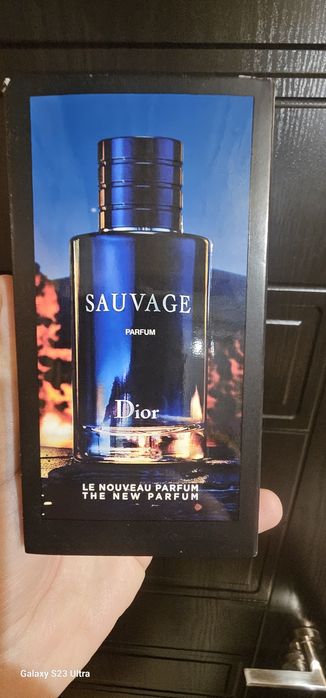 SAUVAGE
PARFUM
Dior
LE NOUVEAU PARFUM
THE NEW PARFUM
Galaxy S23 Ultra